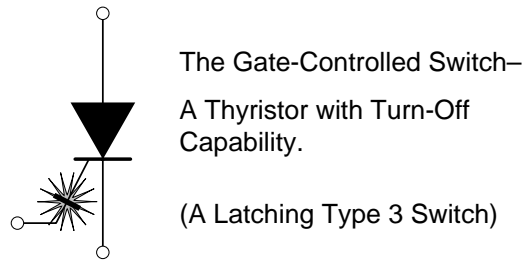 The Gate-Controlled Switch–
A Thyristor with Turn-Off
Capability.
(A Latching Type 3 Switch)